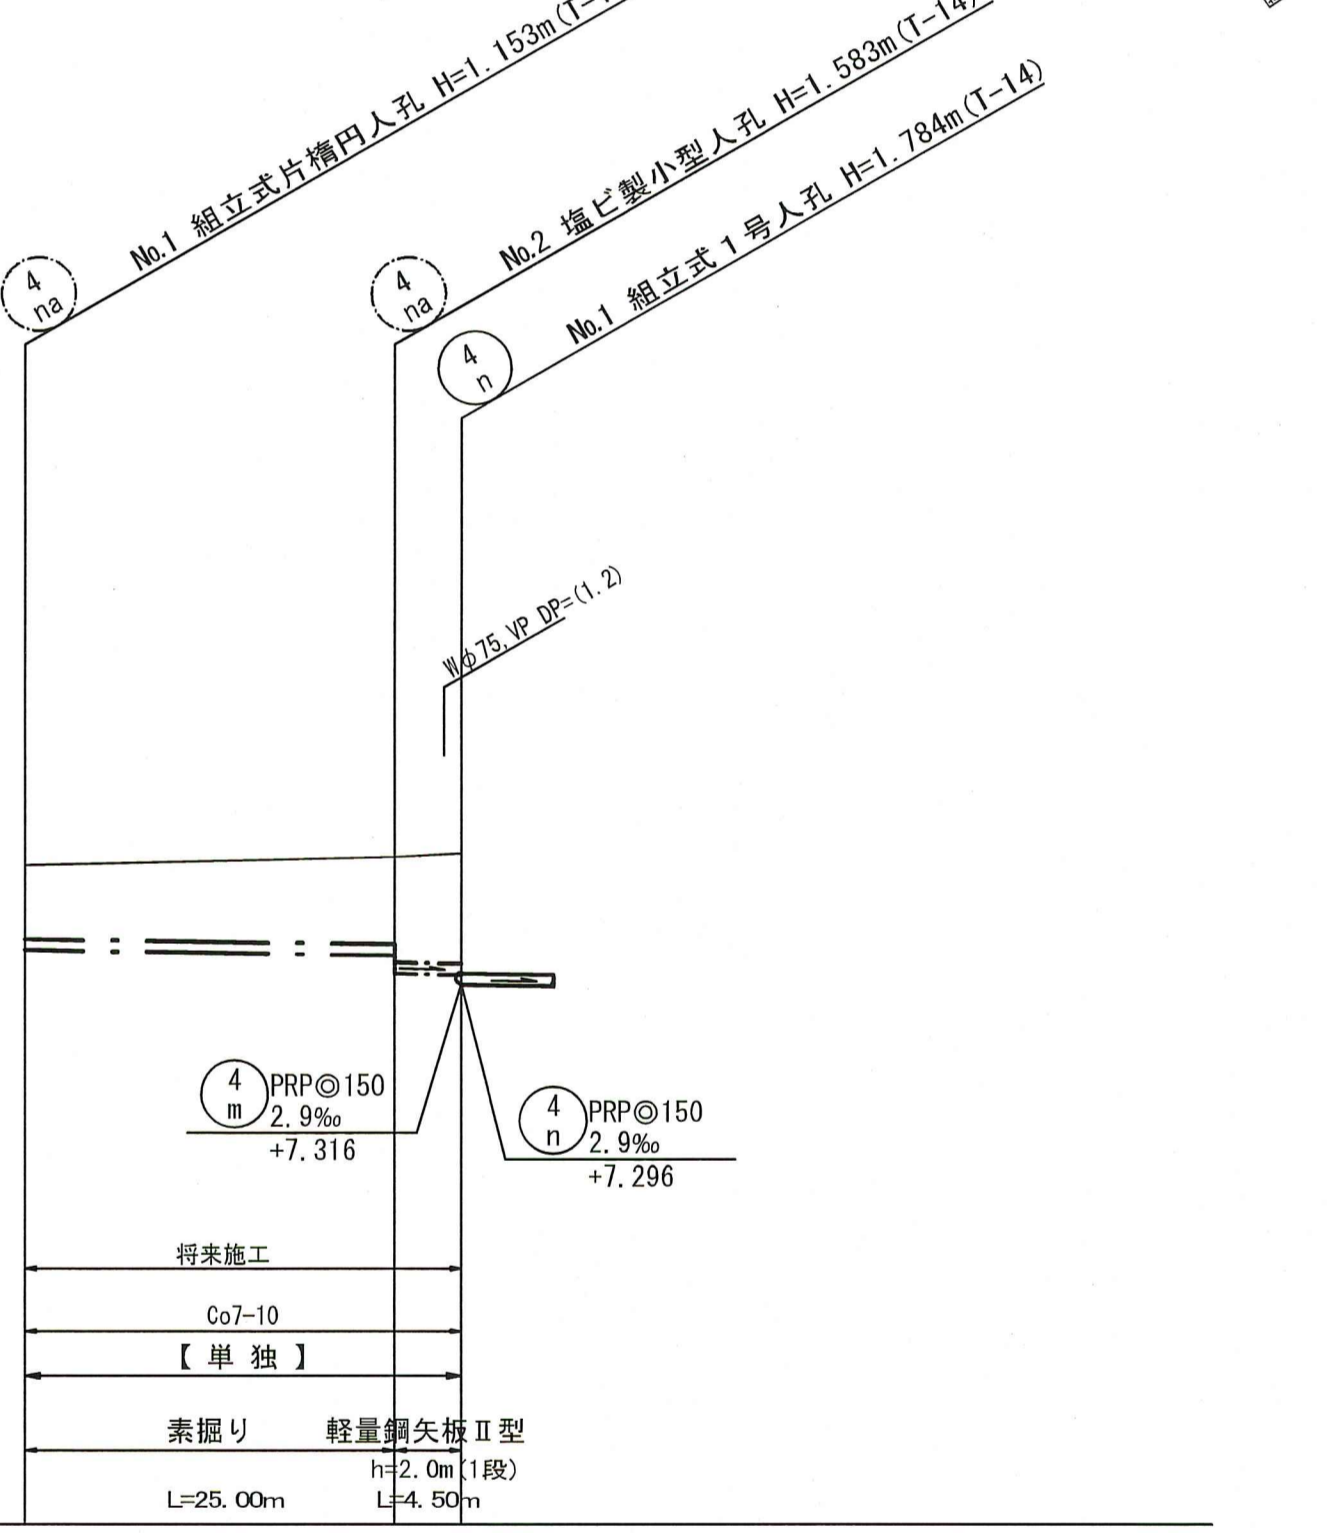 No.1 組立式片楕円人孔 H=1.153m(T-1
No.2 塩ビ製小型人孔 H=1.583m(T-14)
No.1 組立式1号人孔 H=1.784m(T-14)
4
na
4
na
4
n
Wφ75,VP DP=(1.2)
4
m
PRP◎150
2.9‰
+7.316
4
n
PRP◎150
2.9‰
+7.296
将来施工
Co7-10
【 単 独 】
素掘り 軽量鋼矢板Ⅱ型
h=2.0m(1段)
L=25.00m L=4.50m